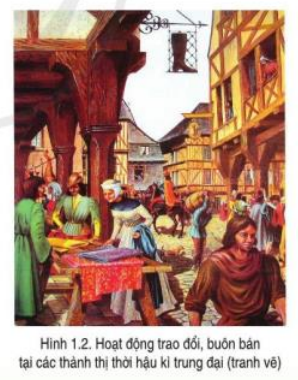 Hình 1.2. Hoạt động trao đổi, buôn bán
tại các thành thị thời hậu kì trung đại (tranh vẽ)